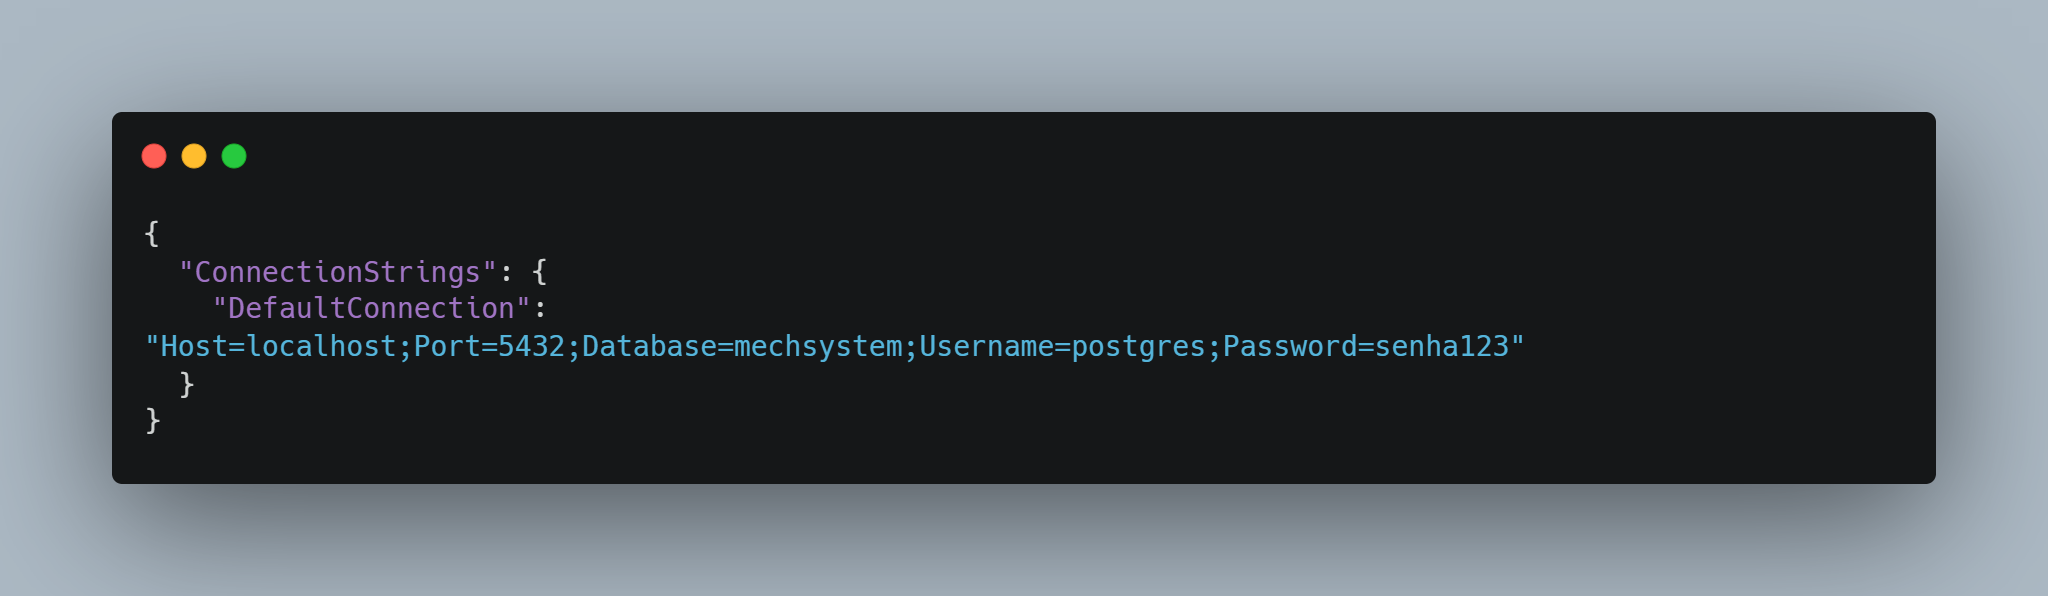 {
  "ConnectionStrings": {
    "DefaultConnection":
"Host=localhost;Port=5432;Database=mechsystem;Username=postgres;Password=senha123"
  }
}